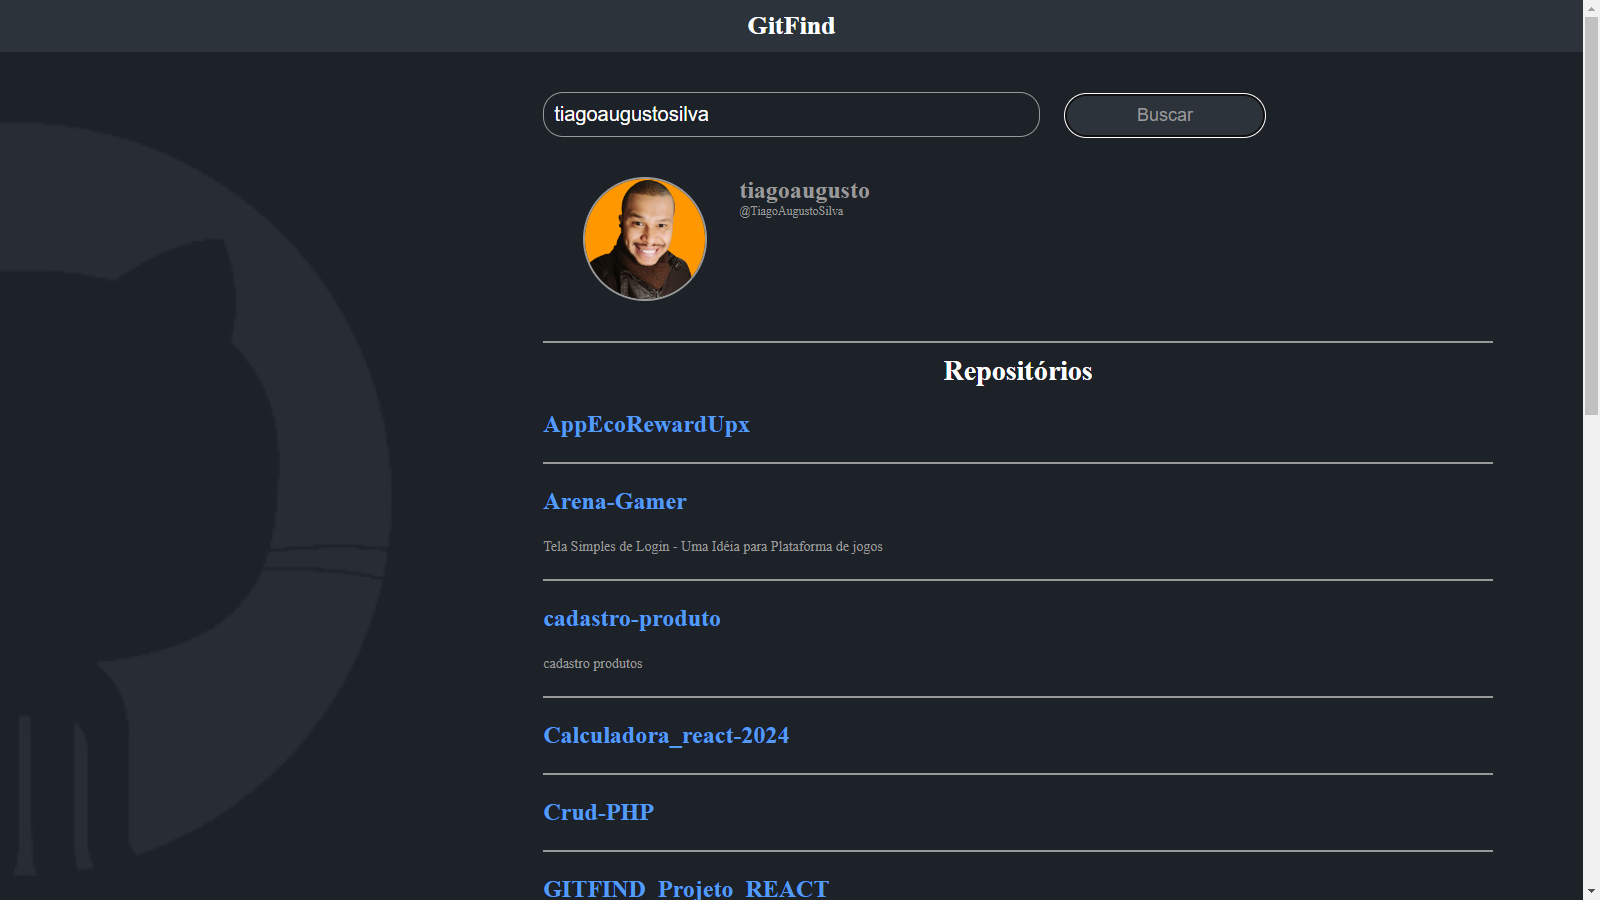 GitFind
tiagoaugustosilva
Buscar
tiagoaugusto
@TiagoAugustoSilva
Repositórios
AppEcoRewardUpx
Arena-Gamer
Tela Simples de Login - Uma Idéia para Plataforma de jogos
cadastro-produto
cadastro produtos
Calculadora_react-2024
Crud-PHP
GITFIND_Projeto_REACT